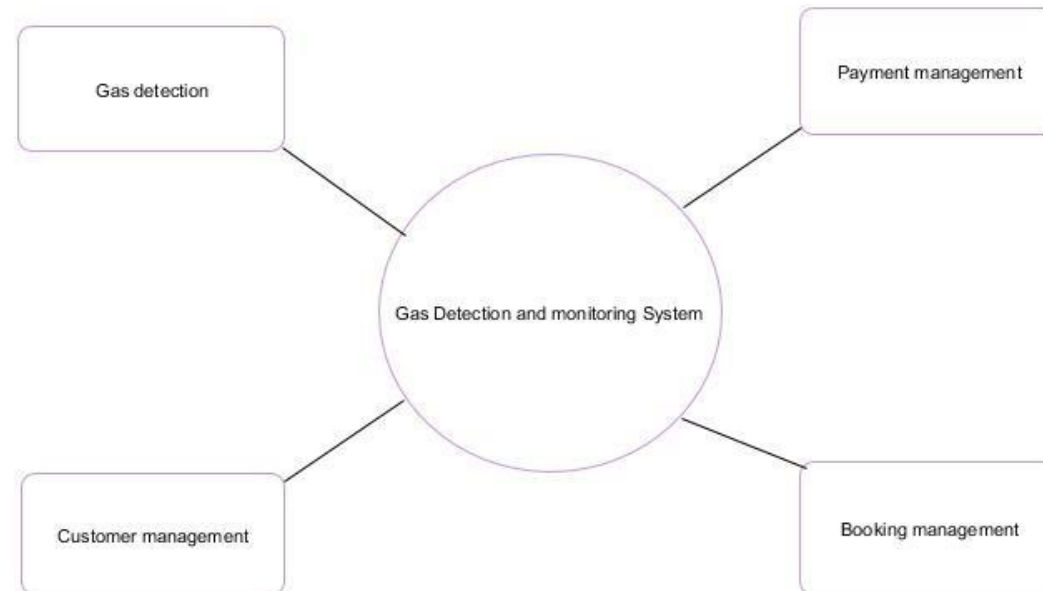 Gas detection
Payment management
Gas Detection and monitoring System
Customer management
Booking management